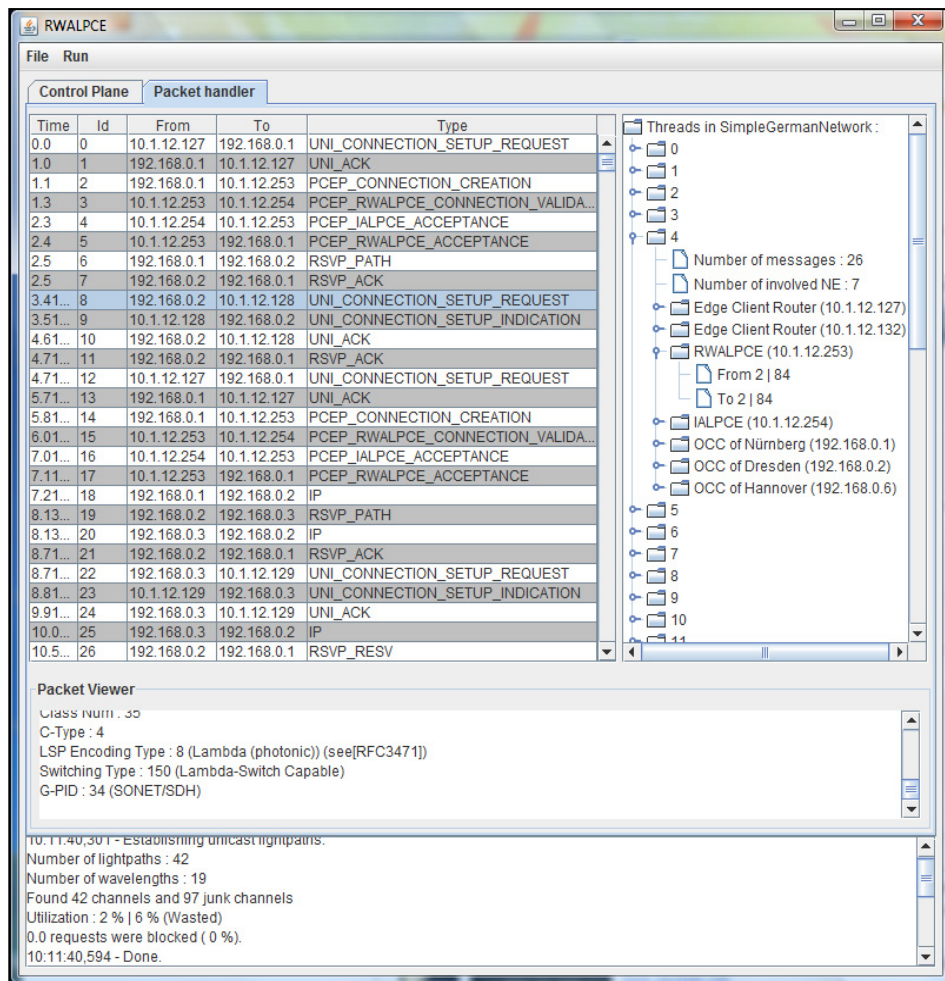 RWALPCE
File Run
Control Plane Packet handler
Time Id From To Type
0.0 0 10.1.12.127 192.168.0.1 UNI_CONNECTION_SETUP_REQUEST
1.0 1 192.168.0.1 10.1.12.127 UNI_ACK
1.1 2 192.168.0.1 10.1.12.253 PCEP_CONNECTION_CREATION
1.3 3 10.1.12.253 10.1.12.254 PCEP_RWALPCE_CONNECTION_VALIDA...
2.3 4 10.1.12.254 10.1.12.253 PCEP_IALPCE_ACCEPTANCE
2.4 5 10.1.12.253 192.168.0.1 PCEP_RWALPCE_ACCEPTANCE
2.5 6 192.168.0.1 192.168.0.2 RSVP_PATH
2.5 7 192.168.0.2 192.168.0.1 RSVP_ACK
3.41... 8 192.168.0.2 10.1.12.128 UNI_CONNECTION_SETUP_REQUEST
3.51... 9 10.1.12.128 192.168.0.2 UNI_CONNECTION_SETUP_INDICATION
4.61... 10 192.168.0.2 10.1.12.128 UNI_ACK
4.71... 11 192.168.0.2 192.168.0.1 RSVP_ACK
4.71... 12 10.1.12.127 192.168.0.1 UNI_CONNECTION_SETUP_REQUEST
5.71... 13 192.168.0.1 10.1.12.127 UNI_ACK
5.81... 14 192.168.0.1 10.1.12.253 PCEP_CONNECTION_CREATION
6.01... 15 10.1.12.253 10.1.12.254 PCEP_RWALPCE_CONNECTION_VALIDA...
7.01... 16 10.1.12.254 10.1.12.253 PCEP_IALPCE_ACCEPTANCE
7.11... 17 10.1.12.253 192.168.0.1 PCEP_RWALPCE_ACCEPTANCE
7.21... 18 192.168.0.1 192.168.0.2 IP
8.13... 19 192.168.0.2 192.168.0.3 RSVP_PATH
8.13... 20 192.168.0.3 192.168.0.2 IP
8.71... 21 192.168.0.2 192.168.0.1 RSVP_ACK
8.71... 22 192.168.0.3 10.1.12.129 UNI_CONNECTION_SETUP_REQUEST
8.81... 23 10.1.12.129 192.168.0.3 UNI_CONNECTION_SETUP_INDICATION
9.91... 24 192.168.0.3 10.1.12.129 UNI_ACK
10.0... 25 192.168.0.3 192.168.0.2 IP
10.5... 26 192.168.0.2 192.168.0.1 RSVP_RESV
Threads in SimpleGermanNetwork :
0
1
2
3
4
Number of messages : 26
Number of involved NE : 7
Edge Client Router (10.1.12.127)
Edge Client Router (10.1.12.132)
RWALPCE (10.1.12.253)
From 2 | 84
To 2 | 84
IALPCE (10.1.12.254)
OCC of Nürnberg (192.168.0.1)
OCC of Dresden (192.168.0.2)
OCC of Hannover (192.168.0.6)
5
6
7
8
9
10
11
Packet Viewer
Class Num : 35
C-Type : 4
LSP Encoding Type : 8 (Lambda (photonic)) (see[RFC3471])
Switching Type : 150 (Lambda-Switch Capable)
G-PID : 34 (SONET/SDH)
10:11:40,301 - Establishing unicast lightpaths.
Number of lightpaths : 42
Number of wavelengths : 19
Found 42 channels and 97 junk channels
Utilization : 2 % | 6 % (Wasted)
0.0 requests were blocked ( 0 %).
10:11:40,594 - Done.